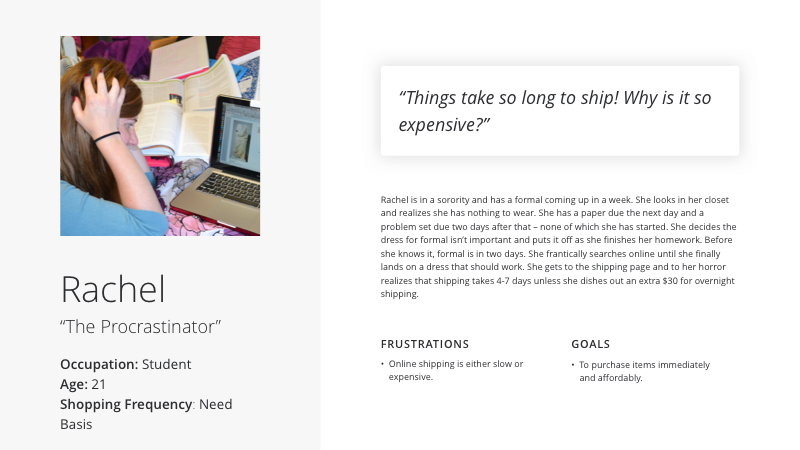 Rachel
“The Procrastinator”
Occupation: Student
Age: 21
Shopping Frequency: Need
Basis
“Things take so long to ship! Why is it so
expensive?”
Rachel is in a sorority and has a formal coming up in a week. She looks in her closet
and realizes she has nothing to wear. She has a paper due the next day and a
problem set due two days after that – none of which she has started. She decides the
dress for formal isn’t important and puts it off as she finishes her homework. Before
she knows it, formal is in two days. She frantically searches online until she finally
lands on a dress that should work. She gets to the shipping page and to her horror
realizes that shipping takes 4-7 days unless she dishes out an extra $30 for overnight
shipping.
FRUSTRATIONS
• Online shipping is either slow or
expensive.
GOALS
• To purchase items immediately
and affordably.